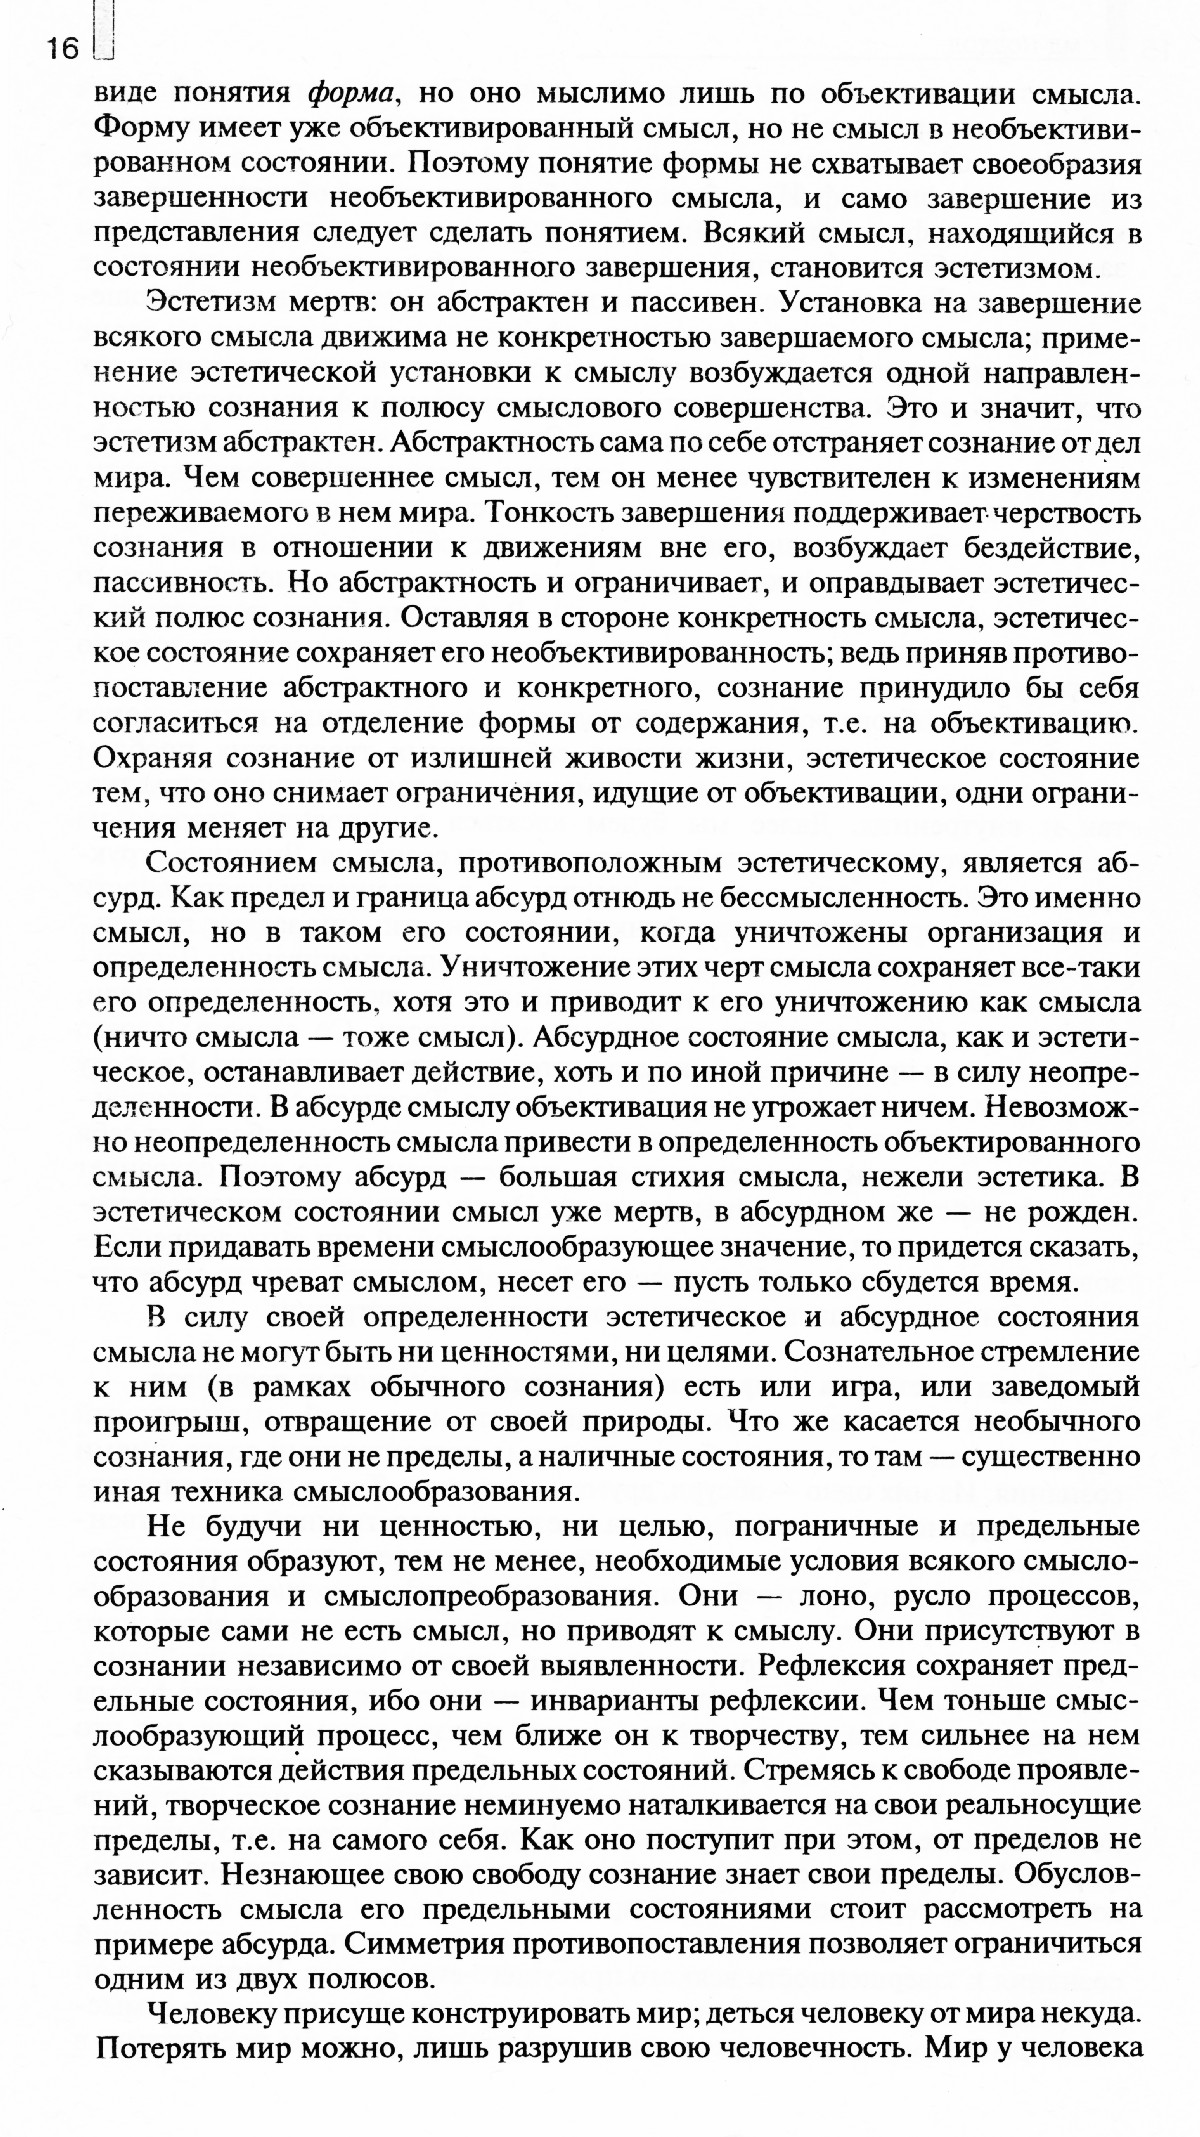 16
виде понятия форма, но оно мыслимо лишь по объективации смысла.
Форму имеет уже объективированный смысл, но не смысл в необъективи-
рованном состоянии. Поэтому понятие формы не схватывает своеобразия
завершенности необъективированного смысла, и само завершение из
представления следует сделать понятием. Всякий смысл, находящийся в
состоянии необъективированного завершения, становится эстетизмом.
Эстетизм мертв: он абстрактен и пассивен. Установка на завершение
всякого смысла движима не конкретностью завершаемого смысла; приме-
нение эстетической установки к смыслу возбуждается одной направлен-
ностью сознания к полюсу смыслового совершенства. Это и значит, что
эстетизм абстрактен. Абстрактность сама по себе отстраняет сознание от дел
мира. Чем совершеннее смысл, тем он менее чувствителен к изменениям
переживаемого в нем мира. Тонкость завершения поддерживает черствость
сознания в отношении к движениям вне его, возбуждает бездействие,
пассивность. Но абстрактность и ограничивает, и оправдывает эстетичес-
кий полюс сознания. Оставляя в стороне конкретность смысла, эстетичес-
кое состояние сохраняет его необъективированность; ведь приняв противо-
поставление абстрактного и конкретного, сознание принудило бы себя
согласиться на отделение формы от содержания, т.е. на объективацию.
Охраняя сознание от излишней живости жизни, эстетическое состояние
тем, что оно снимает ограничения, идущие от объективации, одни ограни-
чения меняет на другие.
Состоянием смысла, противоположным эстетическому, является аб-
сурд. Как предел и граница абсурд отнюдь не бессмысленность. Это именно
смысл, но в таком его состоянии, когда уничтожены организация и
определенность смысла. Уничтожение этих черт смысла сохраняет все-таки
его определенность, хотя это и приводит к его уничтожению как смысла
(ничто смысла — тоже смысл). Абсурдное состояние смысла, как и эстети-
ческое, останавливает действие, хоть и по иной причине — в силу неопре-
деленности. В абсурде смыслу объективация не угрожает ничем. Невозмож-
но неопределенность смысла привести в определенность объектированного
смысла. Поэтому абсурд — большая стихия смысла, нежели эстетика. В
эстетическом состоянии смысл уже мертв, в абсурдном же — не рожден.
Если придавать времени смыслообразующее значение, то придется сказать,
что абсурд чреват смыслом, несет его — пусть только сбудется время.
В силу своей определенности эстетическое и абсурдное состояния
смысла не могут быть ни ценностями, ни целями. Сознательное стремление
к ним (в рамках обычного сознания) есть или игра, или заведомый
проигрыш, отвращение от своей природы. Что же касается необычного
сознания, где они не пределы, а наличные состояния, то там — существенно
иная техника смыслообразования.
Не будучи ни ценностью, ни целью, пограничные и предельные
состояния образуют, тем не менее, необходимые условия всякого смысло-
образования и смыслопреобразования. Они — лоно, русло процессов,
которые сами не есть смысл, но приводят к смыслу. Они присутствуют в
сознании независимо от своей выявленности. Рефлексия сохраняет пред-
ельные состояния, ибо они — инварианты рефлексии. Чем тоньше смыс-
лообразующий процесс, чем ближе он к творчеству, тем сильнее на нем
сказываются действия предельных состояний. Стремясь к свободе проявле-
ний, творческое сознание неминуемо наталкивается на свои реальносущие
пределы, т.е. на самого себя. Как оно поступит при этом, от пределов не
зависит. Незнающее свою свободу сознание знает свои пределы. Обуслов-
ленность смысла его предельными состояниями стоит рассмотреть на
примере абсурда. Симметрия противопоставления позволяет ограничиться
одним из двух полюсов.
Человеку присуще конструировать мир; деться человеку от мира некуда.
Потерять мир можно, лишь разрушив свою человечность. Мир у человека